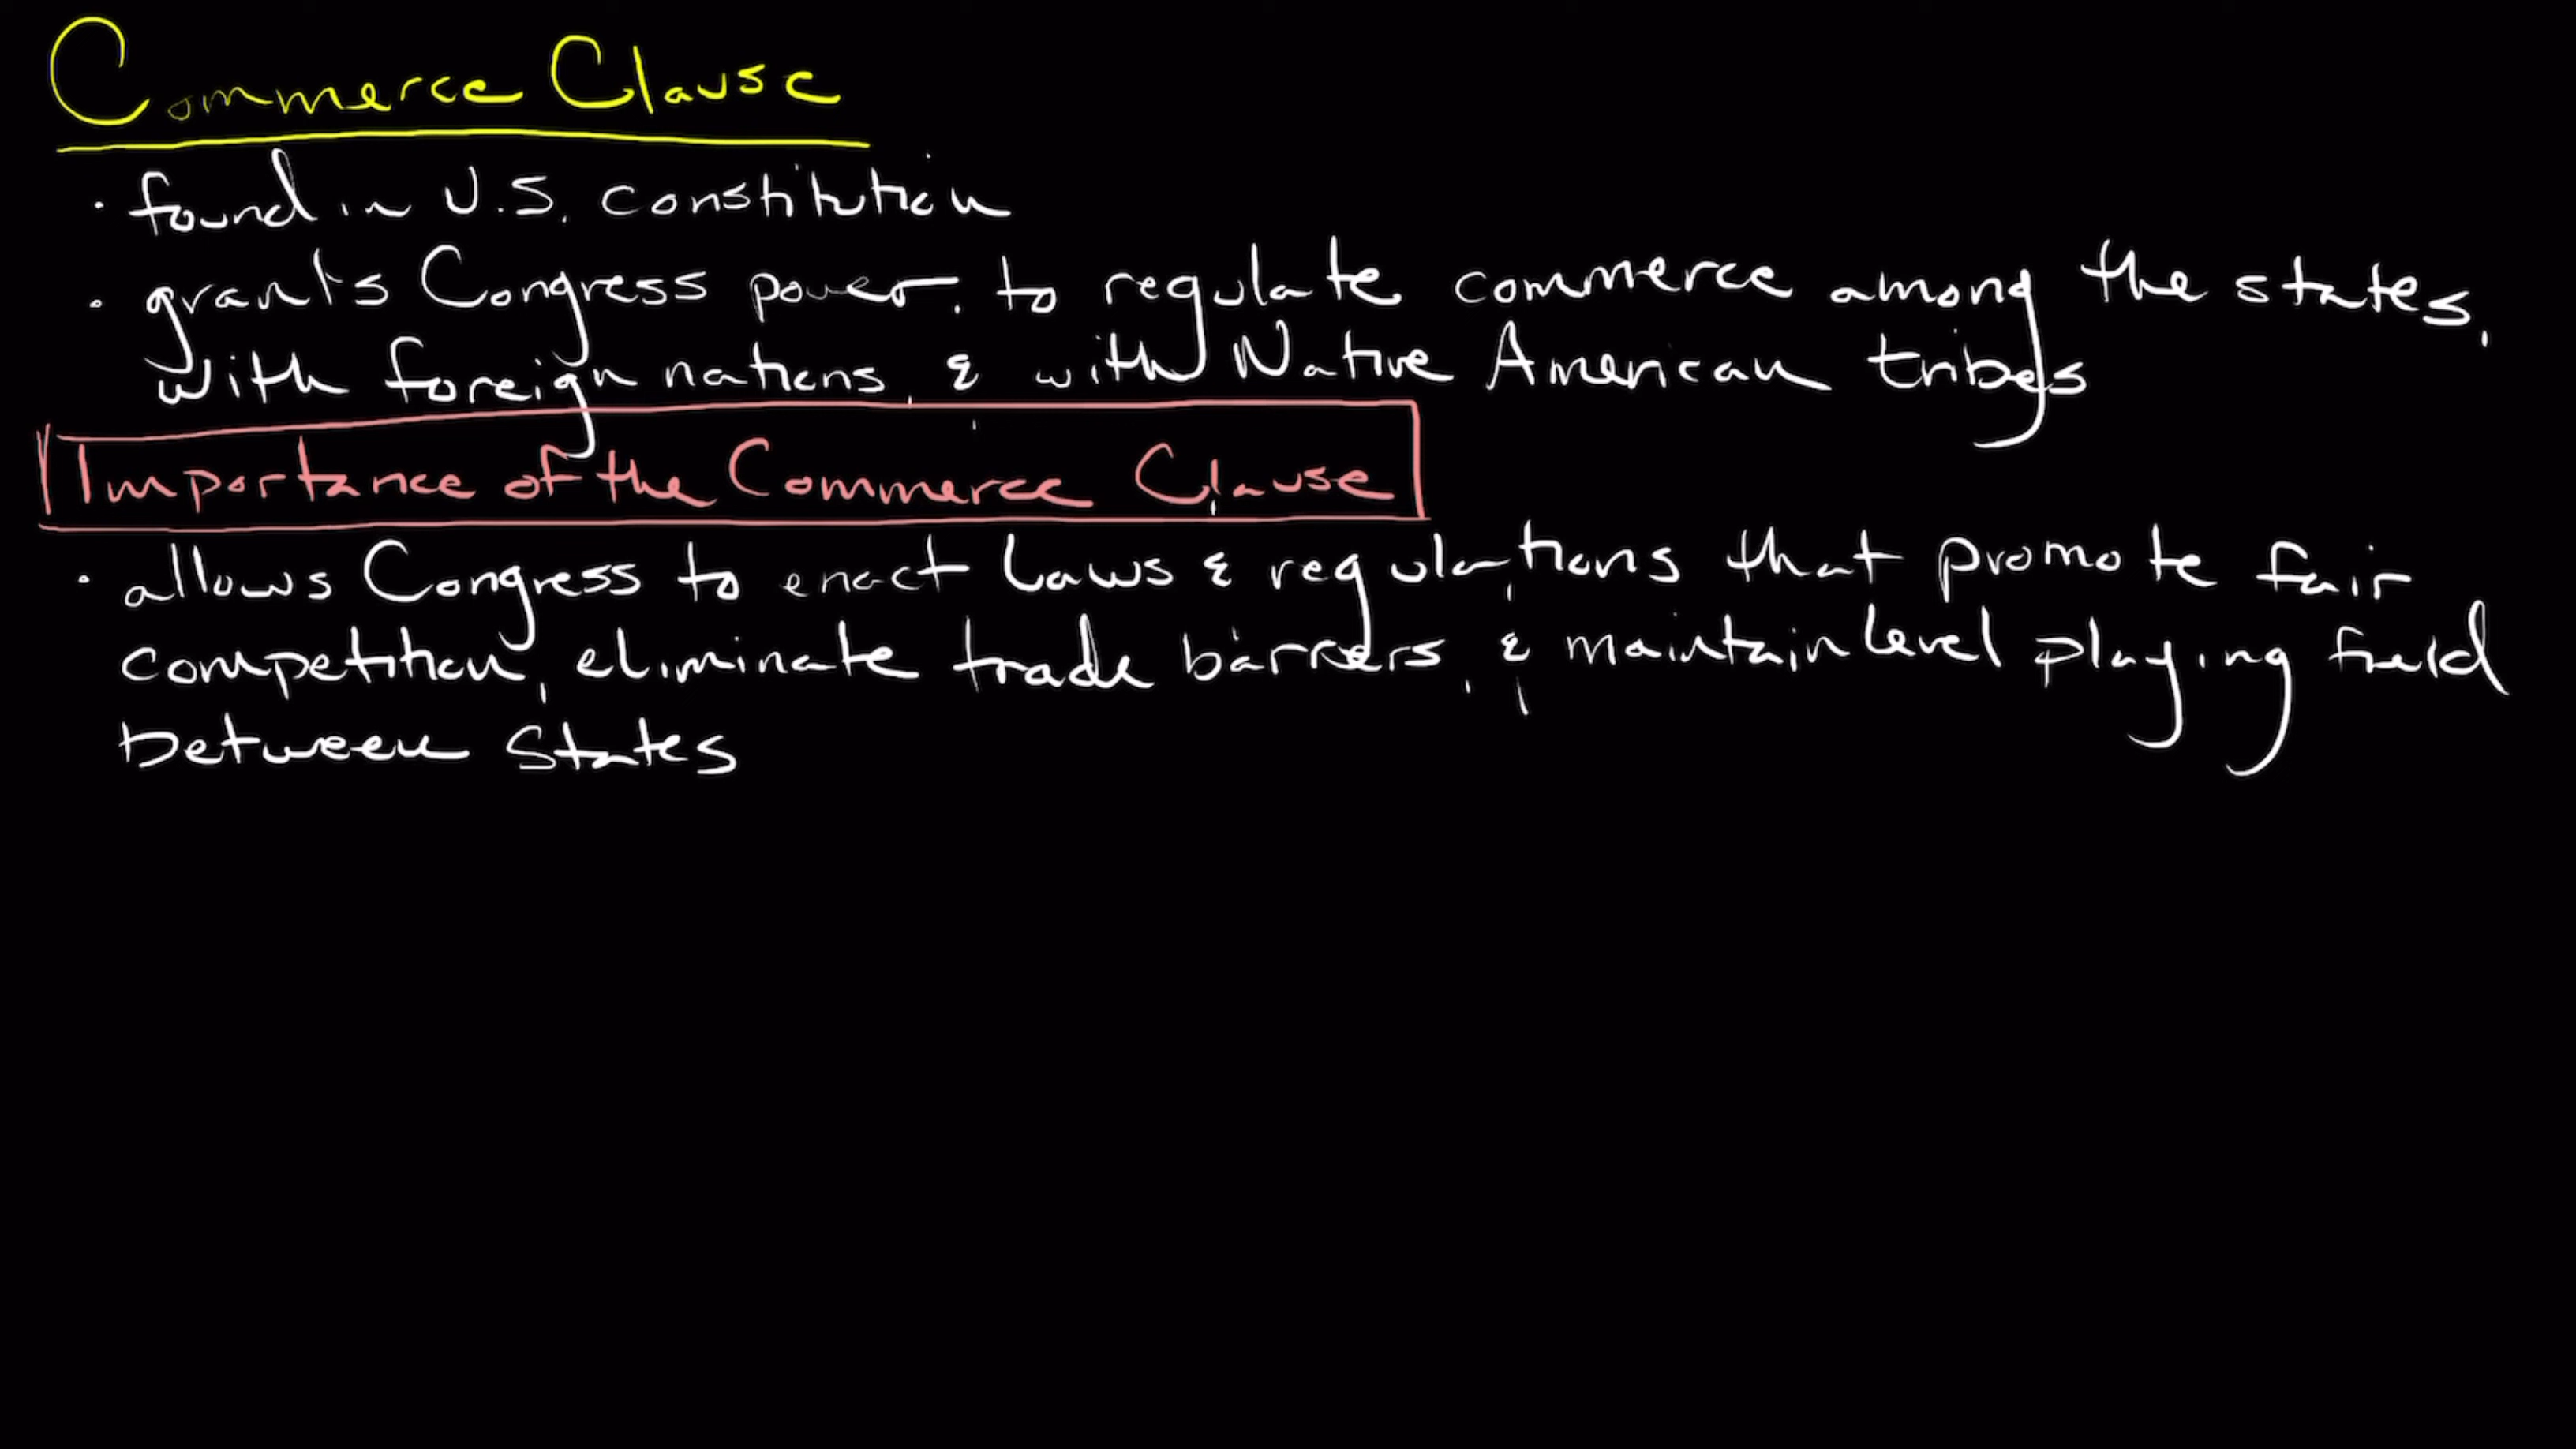 Commerce Clause
· found in U.S. constitution
· grants Congress power. to regulate commerce among the states,
with foreign nations, & with Native American tribes
Importance of the Commerce Clause
· allows Congress to enact laws & regulations that promote fair
competition, eliminate trade barriers, & maintain level playing field
between states